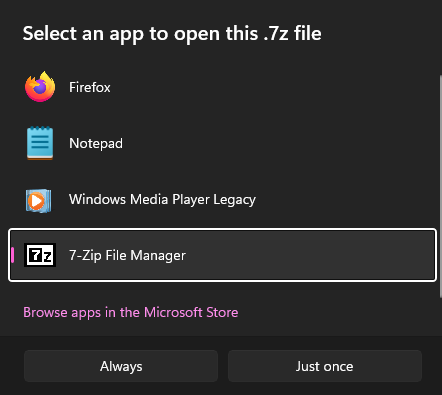 Select an app to open this .7z file
Firefox
Notepad
Windows Media Player Legacy
7z 7-Zip File Manager
Browse apps in the Microsoft Store
Always Just once